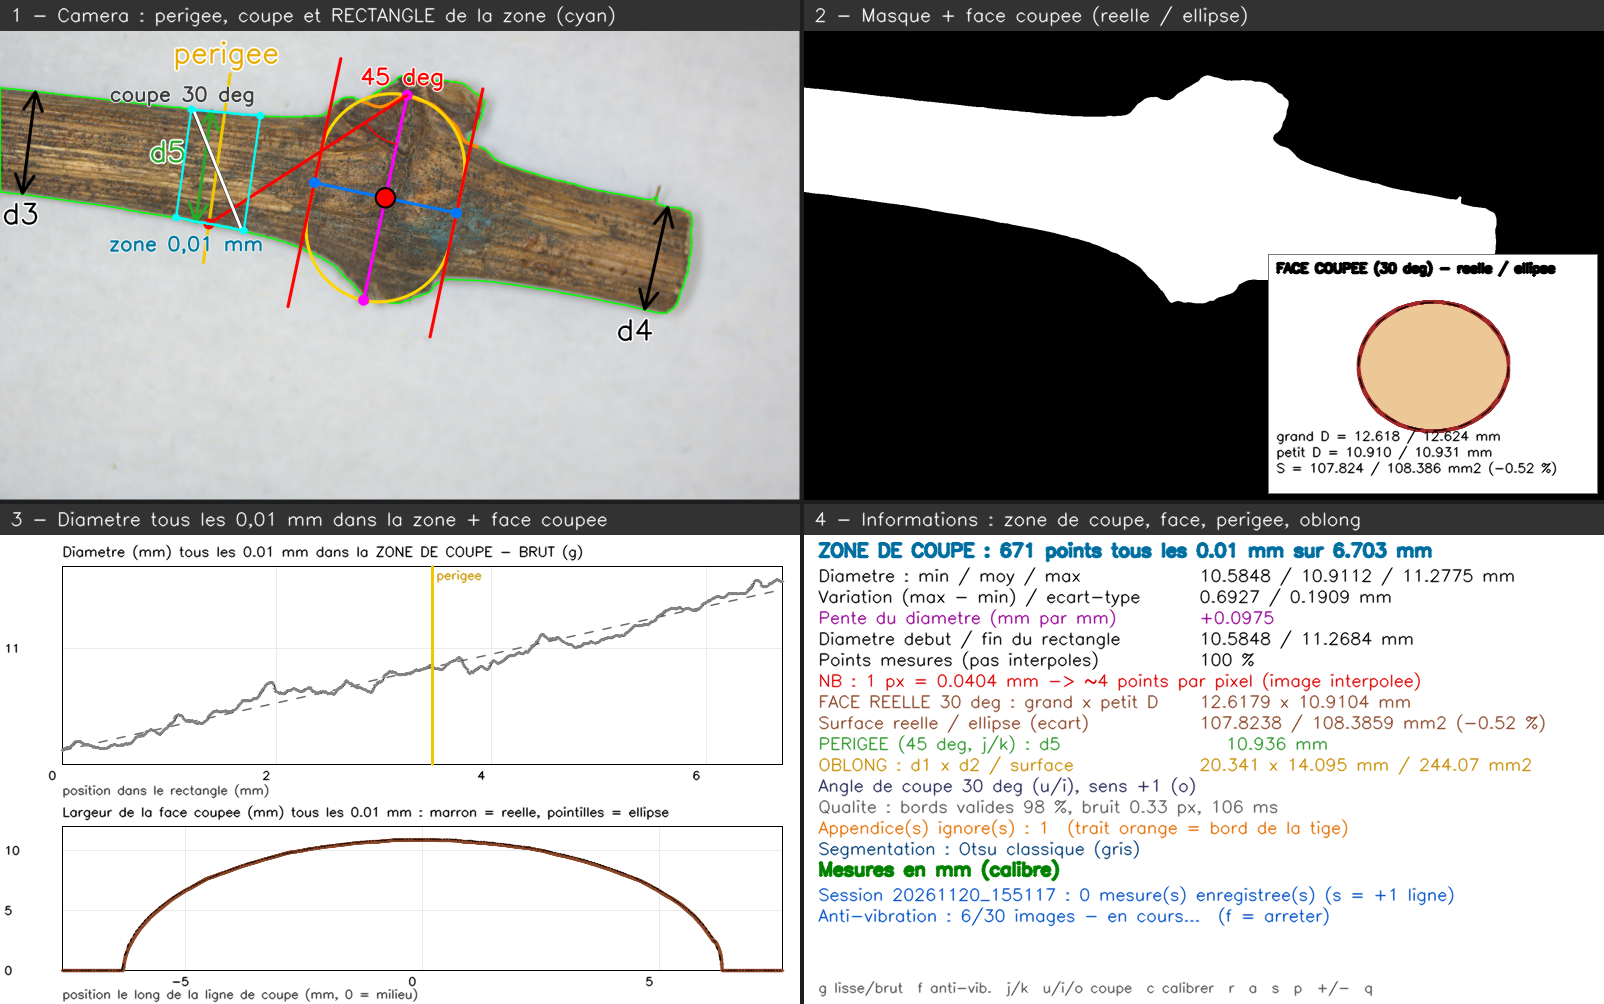 1 - Camera : perigee, coupe et RECTANGLE de la zone (cyan)
perigee
coupe 30 deg
45 deg
d5
d3
zone 0,01 mm
d4
2 - Masque + face coupee (reelle / ellipse)
FACE COUPEE (30 deg) - reelle / ellipse
grand D = 12.618 / 12.624 mm
petit D = 10.910 / 10.931 mm
S = 107.824 / 108.386 mm2 (-0.52 %)
3 - Diametre tous les 0,01 mm dans la zone + face coupee
Diametre (mm) tous les 0.01 mm dans la ZONE DE COUPE - BRUT (g)
perigee
11
0 2 4 6
position dans le rectangle (mm)
Largeur de la face coupee (mm) tous les 0.01 mm : marron = reelle, pointilles = ellipse
10
5
0
-5 0 5
position le long de la ligne de coupe (mm, 0 = milieu)
4 - Informations : zone de coupe, face, perigee, oblong
ZONE DE COUPE : 671 points tous les 0.01 mm sur 6.703 mm
Diametre : min / moy / max 10.5848 / 10.9112 / 11.2775 mm
Variation (max - min) / ecart-type 0.6927 / 0.1909 mm
Pente du diametre (mm par mm) +0.0975
Diametre debut / fin du rectangle 10.5848 / 11.2684 mm
Points mesures (pas interpoles) 100 %
NB : 1 px = 0.0404 mm -> ~4 points par pixel (image interpolee)
FACE REELLE 30 deg : grand x petit D 12.6179 x 10.9104 mm
Surface reelle / ellipse (ecart) 107.8238 / 108.3859 mm2 (-0.52 %)
PERIGEE (45 deg, j/k) : d5 10.936 mm
OBLONG : d1 x d2 / surface 20.341 x 14.095 mm / 244.07 mm2
Angle de coupe 30 deg (u/i), sens +1 (o)
Qualite : bords valides 98 %, bruit 0.33 px, 106 ms
Appendice(s) ignore(s) : 1 (trait orange = bord de la tige)
Segmentation : Otsu classique (gris)
Mesures en mm (calibre)
Session 20261120_155117 : 0 mesure(s) enregistree(s) (s = +1 ligne)
Anti-vibration : 6/30 images - en cours... (f = arreter)
g lisse/brut f anti-vib. j/k u/i/o coupe c calibrer r a s p +/- q